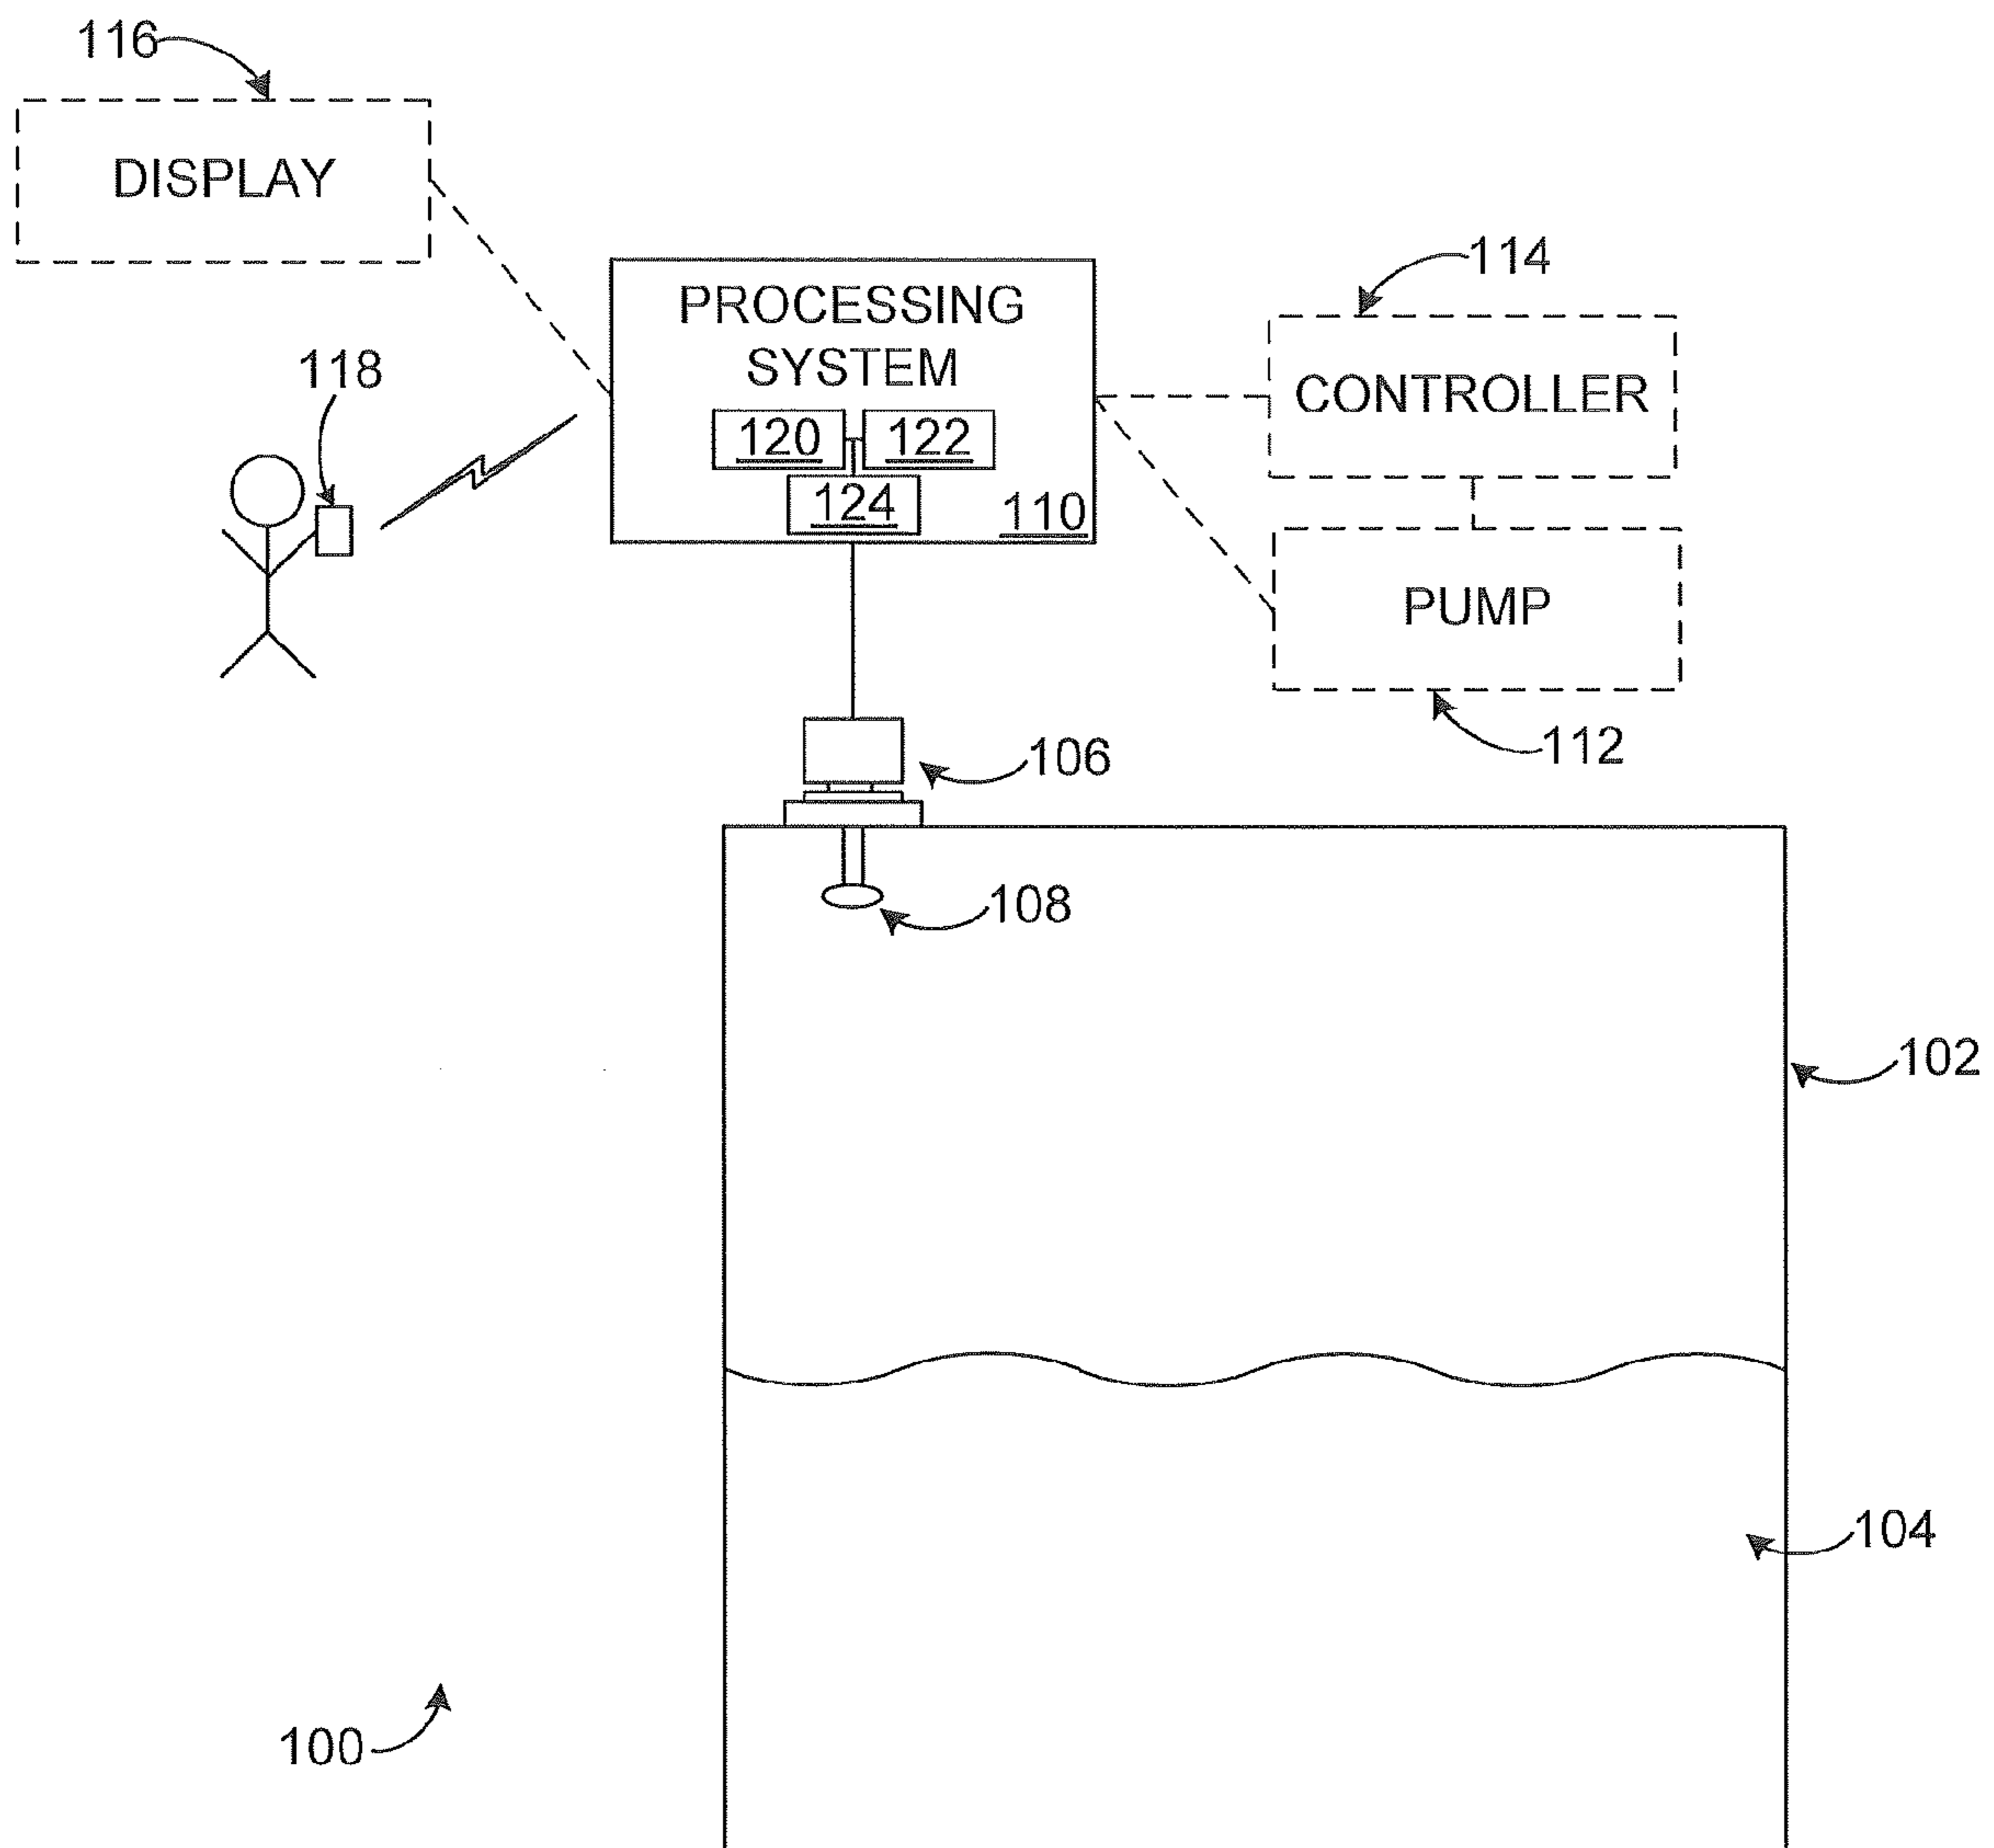 116
DISPLAY
114
PROCESSING
SYSTEM
118
CONTROLLER
120
122
124
110
PUMP
112
106
108
102
104
100